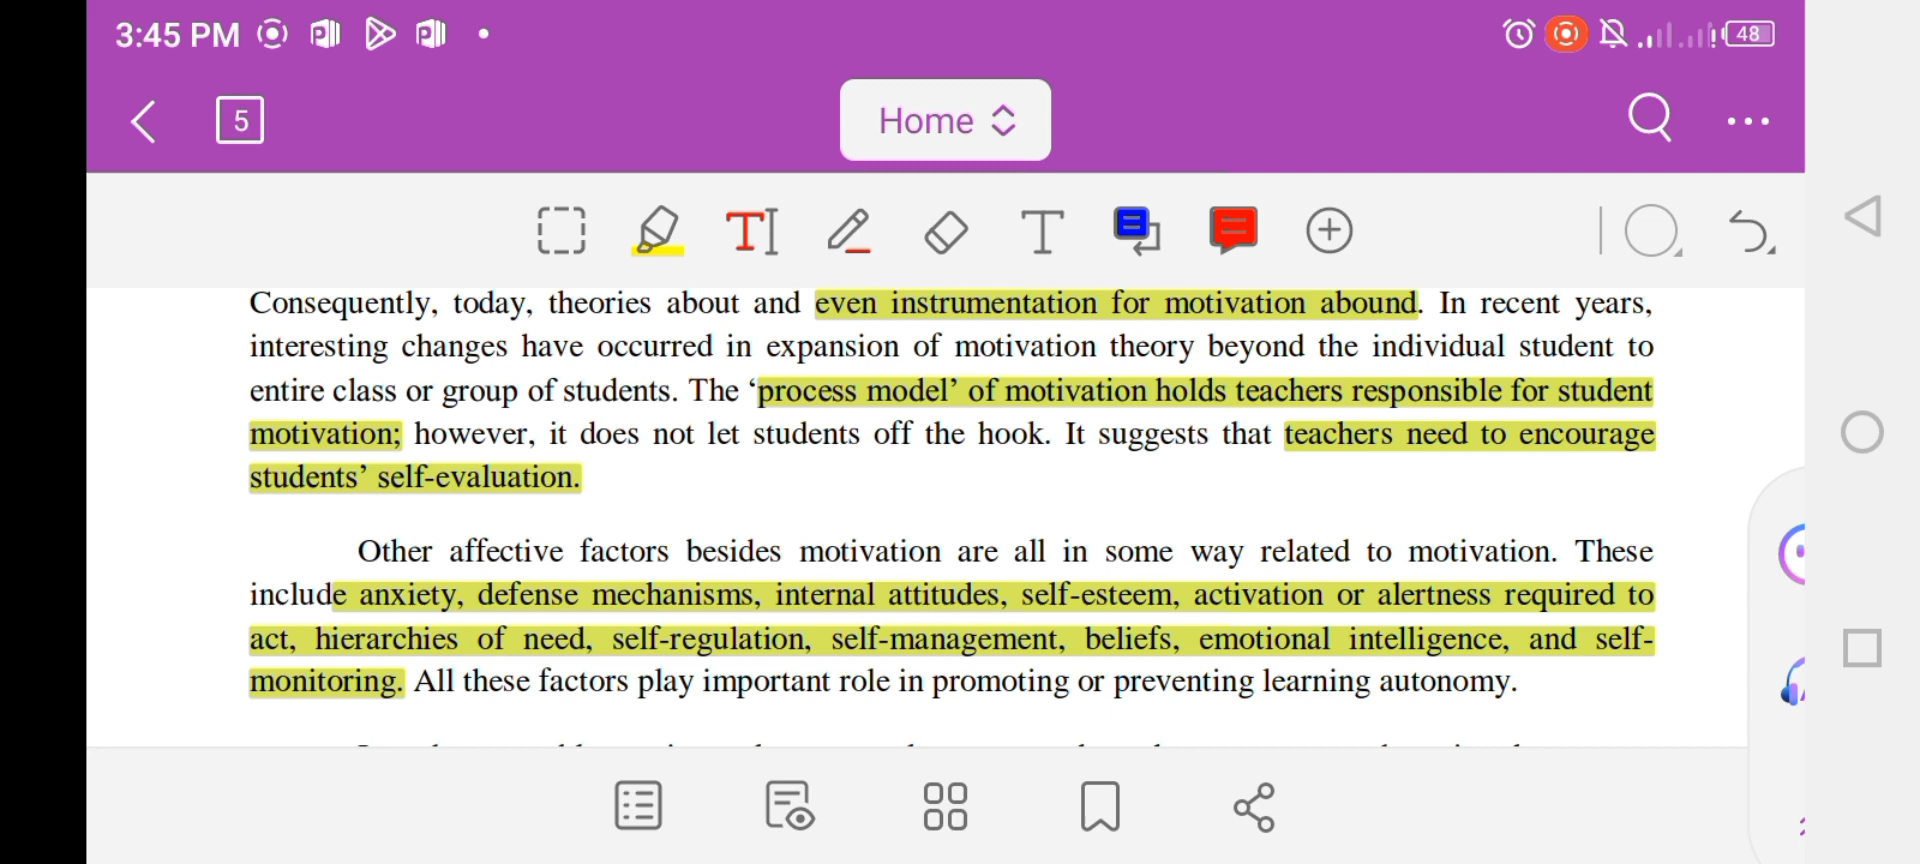 3:45 PM
48
5
Home
Consequently, today, theories about and even instrumentation for motivation abound. In recent years,
interesting changes have occurred in expansion of motivation theory beyond the individual student to
entire class or group of students. The ‘process model’ of motivation holds teachers responsible for student
motivation; however, it does not let students off the hook. It suggests that teachers need to encourage
students’ self-evaluation.
Other affective factors besides motivation are all in some way related to motivation. These
include anxiety, defense mechanisms, internal attitudes, self-esteem, activation or alertness required to
act, hierarchies of need, self-regulation, self-management, beliefs, emotional intelligence, and self-
monitoring. All these factors play important role in promoting or preventing learning autonomy.